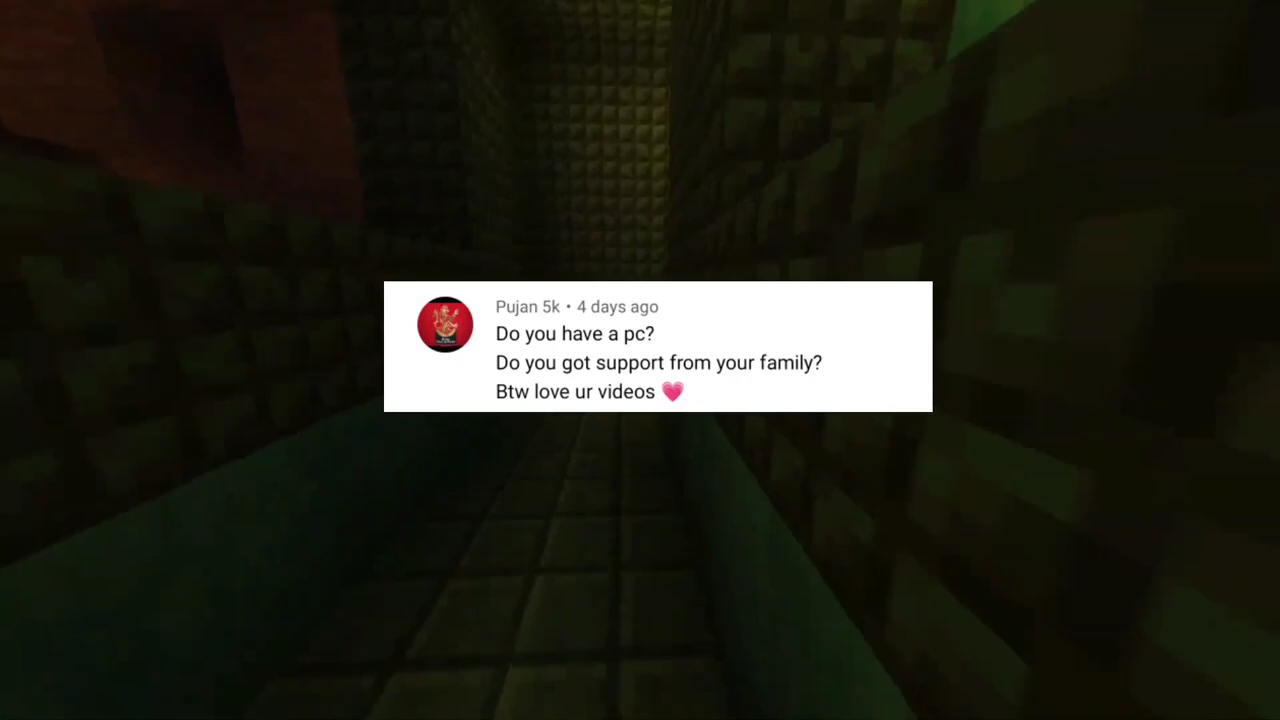 Pujan 5k • 4 days ago
Do you have a pc?
Do you got support from your family?
Btw love ur videos 💗